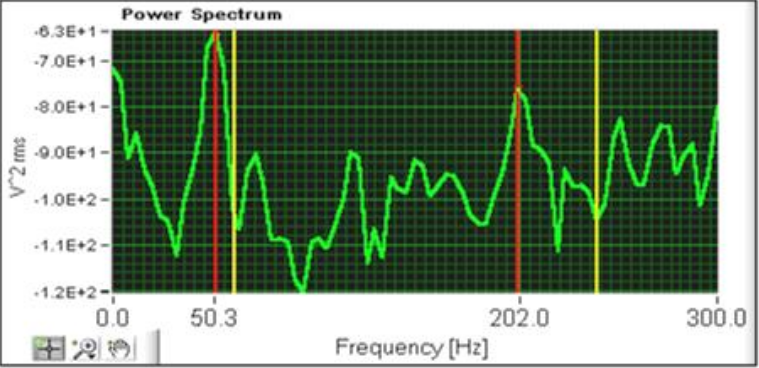 Power Spectrum
-6.3E+1
-7.0E+1
-8.0E+1
-9.0E+1
-1.0E+2
-1.1E+2
-1.2E+2
V^2 rms
0.0 50.3 202.0 300.0
Frequency [Hz]